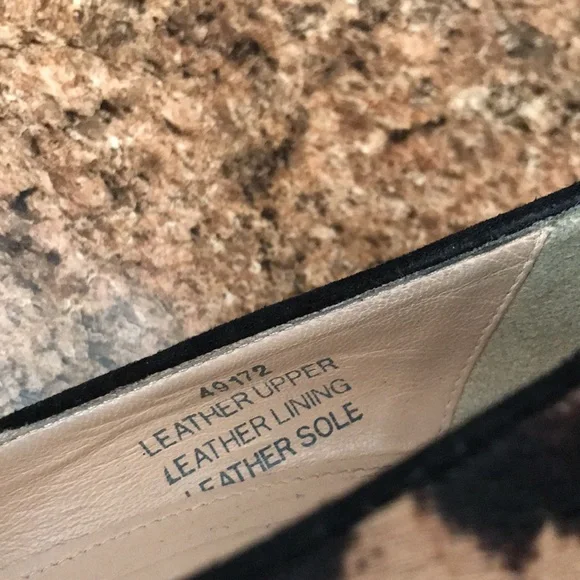 49172
LEATHER UPPER
LEATHER LINING
LEATHER SOLE